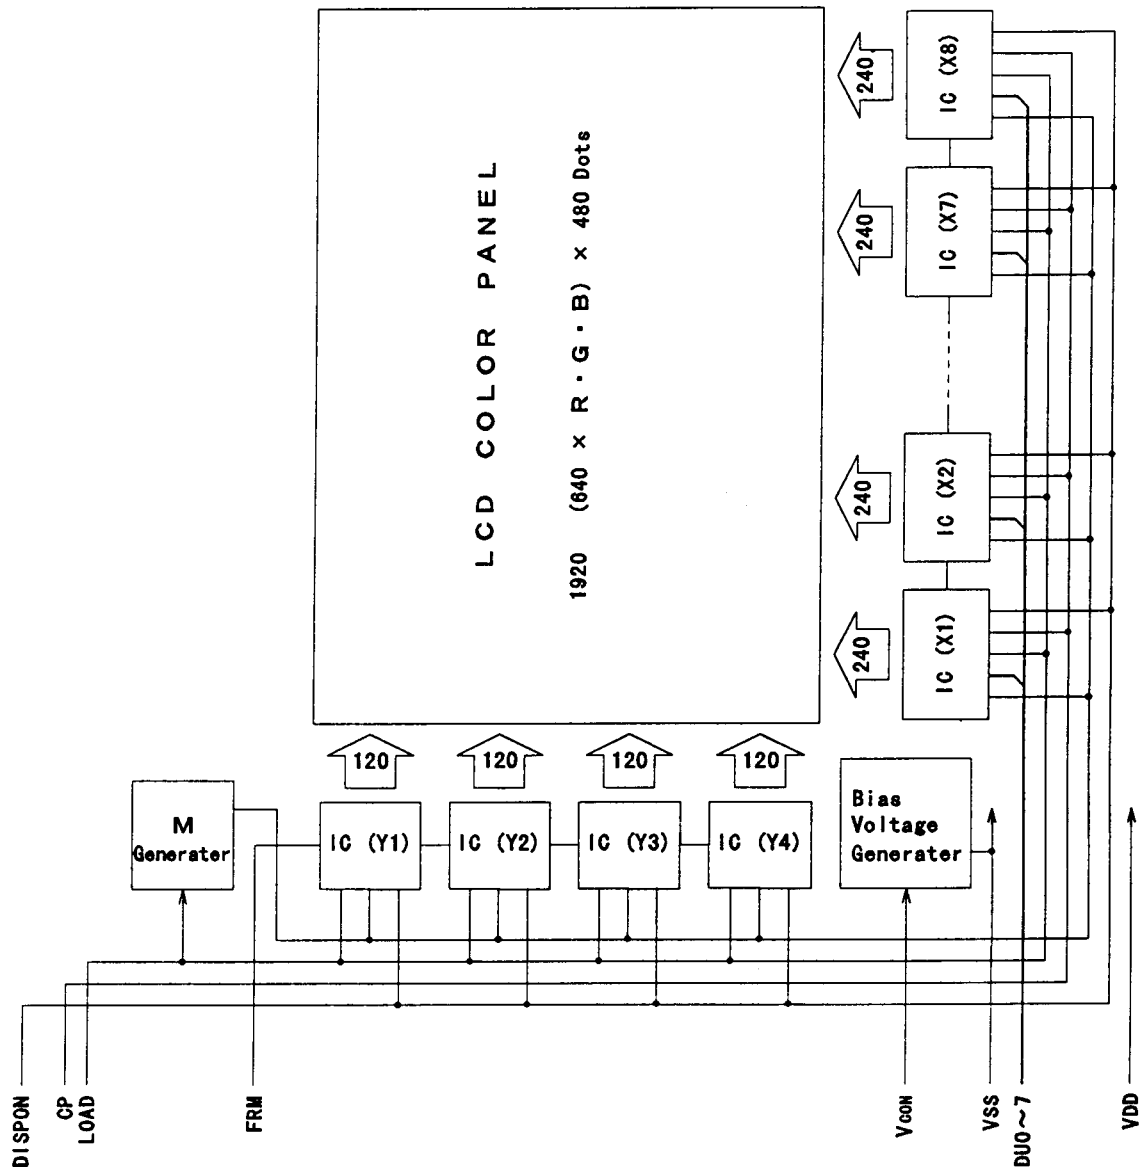 LCD COLOR PANEL
1920 (640 × R・G・B) × 480 Dots
240
IC (X8)
240
IC (X7)
240
IC (X2)
240
IC (X1)
120
120
120
120
M
Generater
IC (Y1)
IC (Y2)
IC (Y3)
IC (Y4)
Bias
Voltage
Generater
DISPON
CP
LOAD
FRM
VCON
VSS
DU0～7
VDD